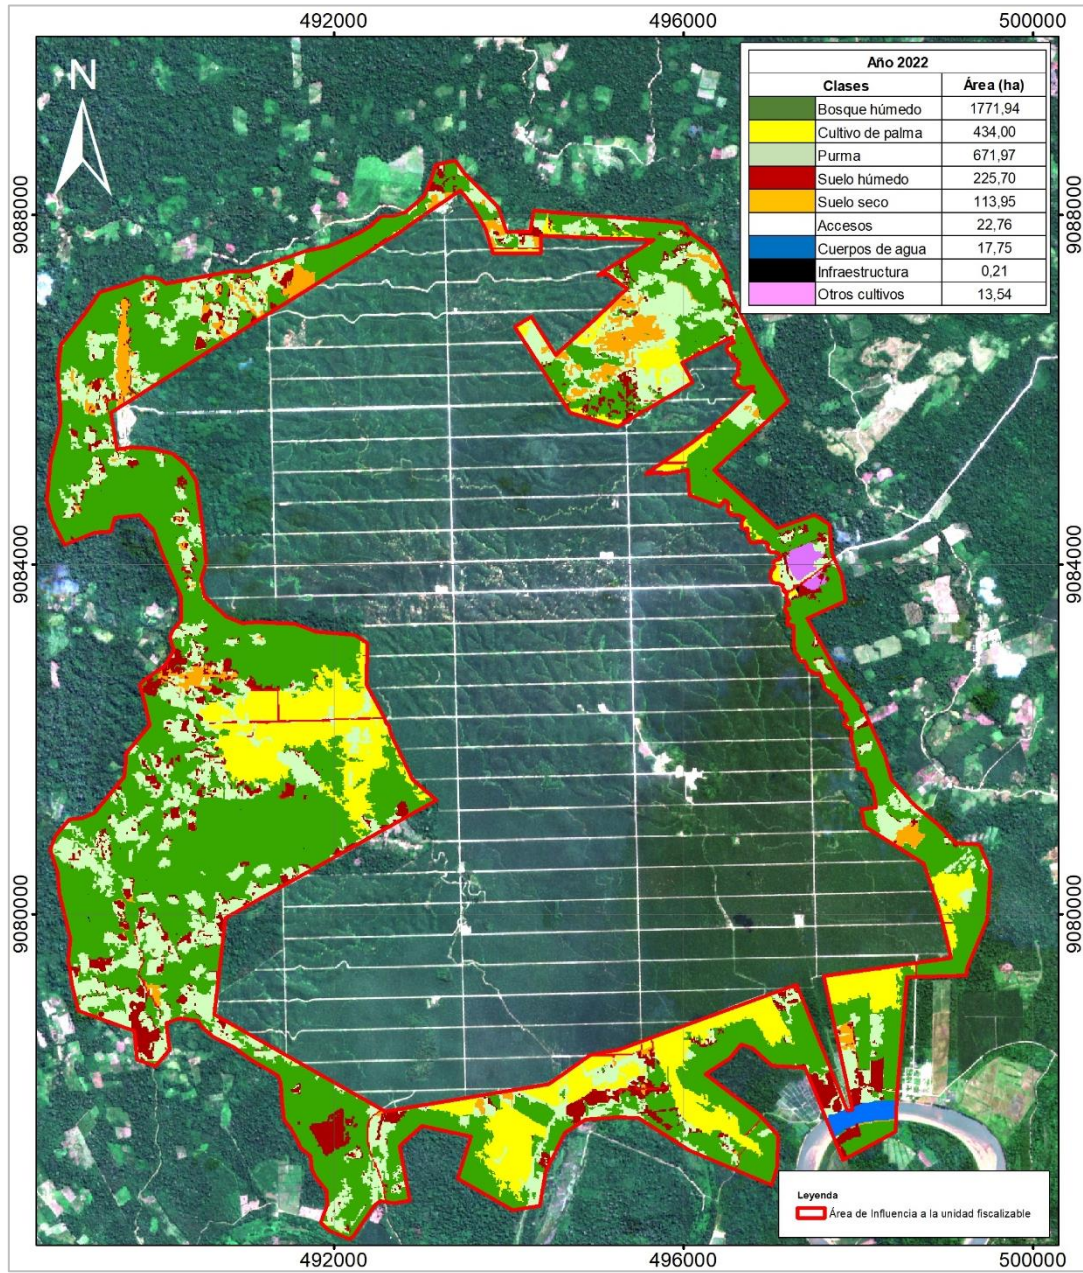 492000 496000 500000
N
Año 2022
Clases Área (ha)
Bosque húmedo 1771,94
Cultivo de palma 434,00
Purma 671,97
Suelo húmedo 225,70
Suelo seco 113,95
Accesos 22,76
Cuerpos de agua 17,75
Infraestructura 0,21
Otros cultivos 13,54
9088000 9088000
9084000 9084000
9080000 9080000
Leyenda
Área de Influencia a la unidad fiscalizable
492000 496000 500000